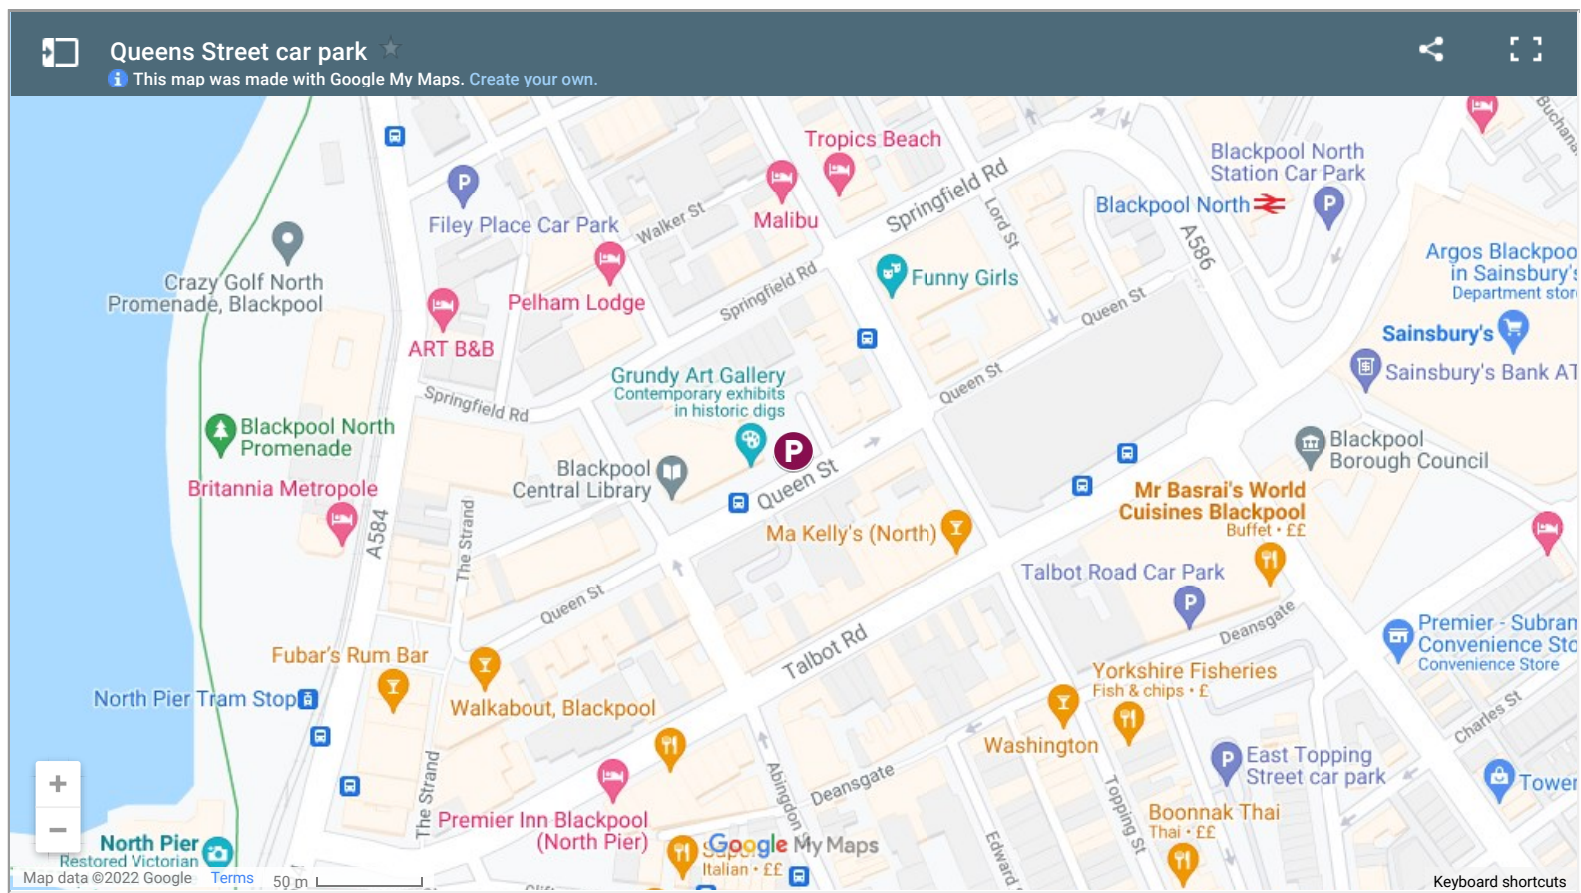 Queens Street car park
This map was made with Google My Maps. Create your own.
Tropics Beach
Blackpool North
Station Car Park
Buchana
Springfield Rd
Malibu
Walker St
Filey Place Car Park
Lord St
Blackpool North
A586
Argos Blackpoo
in Sainsbury's
Department stor
Crazy Golf North
Promenade, Blackpool
Pelham Lodge
Springfield Rd
Funny Girls
Queen St
Sainsbury's
ART B&B
Sainsbury's Bank AT
Grundy Art Gallery
Contemporary exhibits
in historic digs
Queen St
Springfield Rd
Blackpool North
Promenade
Blackpool
Borough Council
Blackpool
Central Library
Queen St
Britannia Metropole
Mr Basrai's World
Cuisines Blackpool
Buffet • ££
A584
The Strand
Ma Kelly's (North)
Talbot Road Car Park
Queen St
Deansgate
Premier - Subran
Convenience Sto
Convenience Store
Talbot Rd
Fubar's Rum Bar
Yorkshire Fisheries
Fish & chips • £
North Pier Tram Stop
Walkabout, Blackpool
Washington
Charles St
East Topping
Street car park
Tower
The Strand
Abingdon S
Deansgate
Topping St
Premier Inn Blackpool
(North Pier)
Boonnak Thai
Thai • ££
Edward
North Pier
Restored Victorian
Google My Maps
Italian • ££
Map data ©2022 Google
Terms
50 m
Keyboard shortcuts